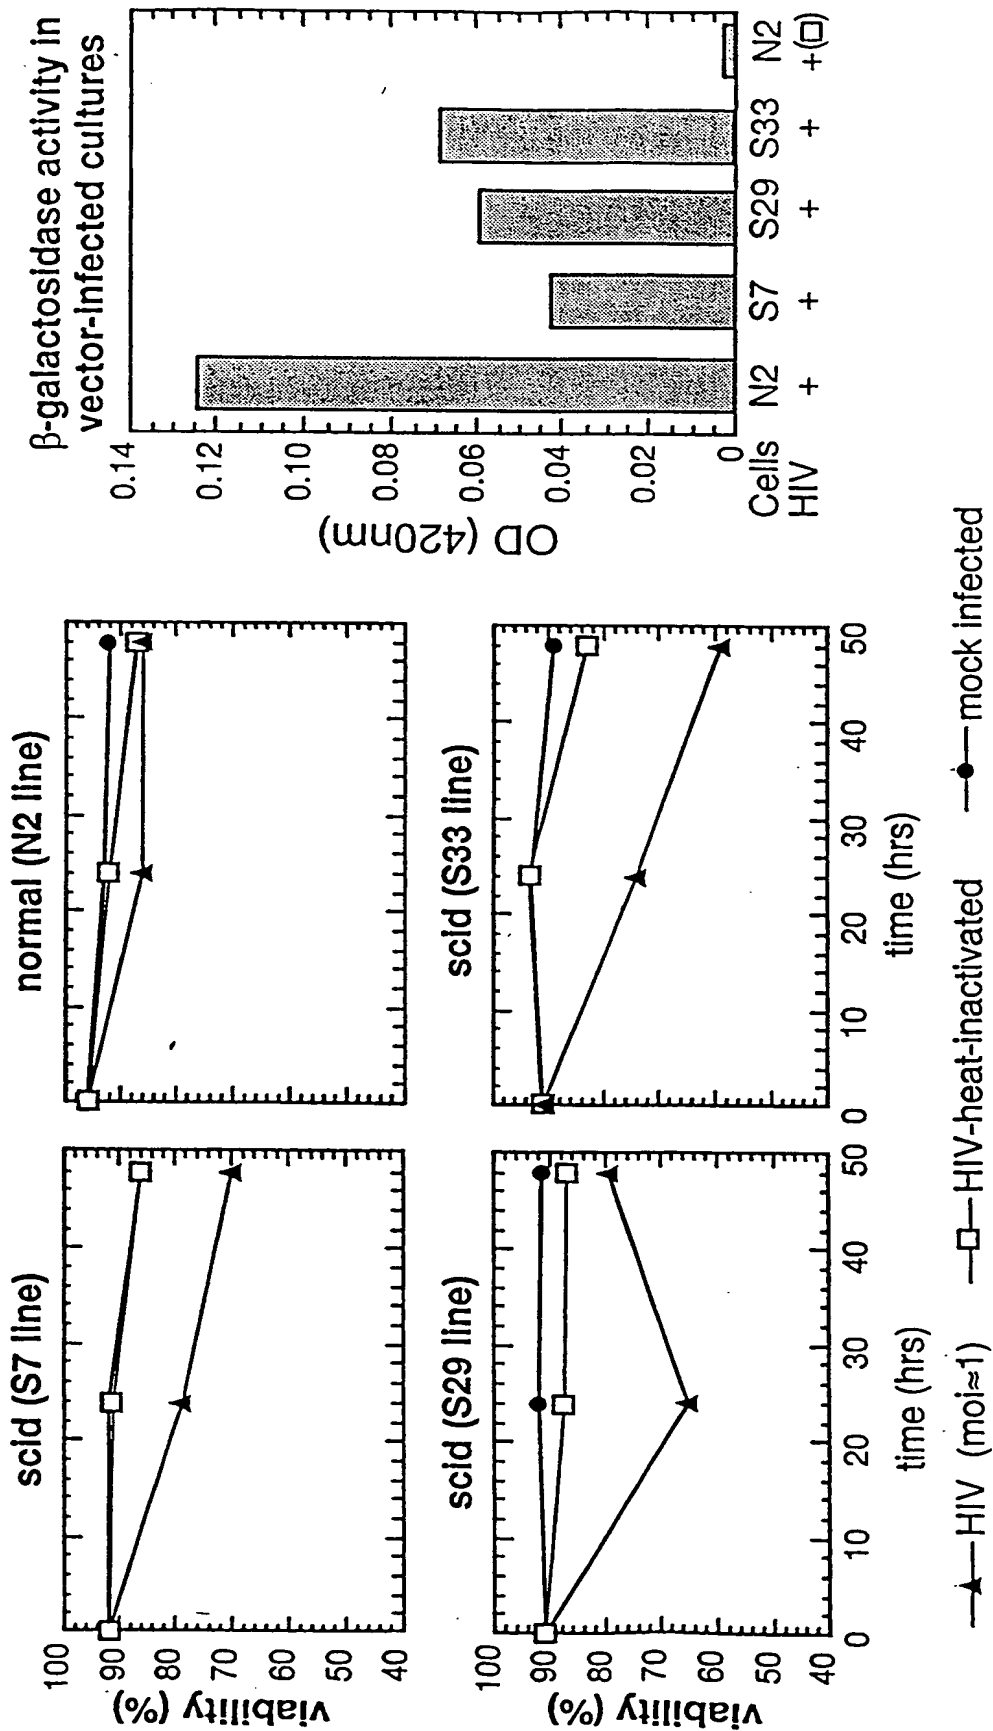 scid (S7 line)
normal (N2 line)
viability (%)
100
90
80
70
60
50
40
scid (S29 line)
scid (S33 line)
viability (%)
100
90
80
70
60
50
40
0 10 20 30 40 50
time (hrs)
0 10 20 30 40 50
time (hrs)
HIV (moi≈1)
HIV-heat-inactivated
mock infected
β-galactosidase activity in
vector-infected cultures
OD (420nm)
0.14
0.12
0.10
0.08
0.06
0.04
0.02
0
Cells N2 S7 S29 S33 N2
HIV + + + + +(□)